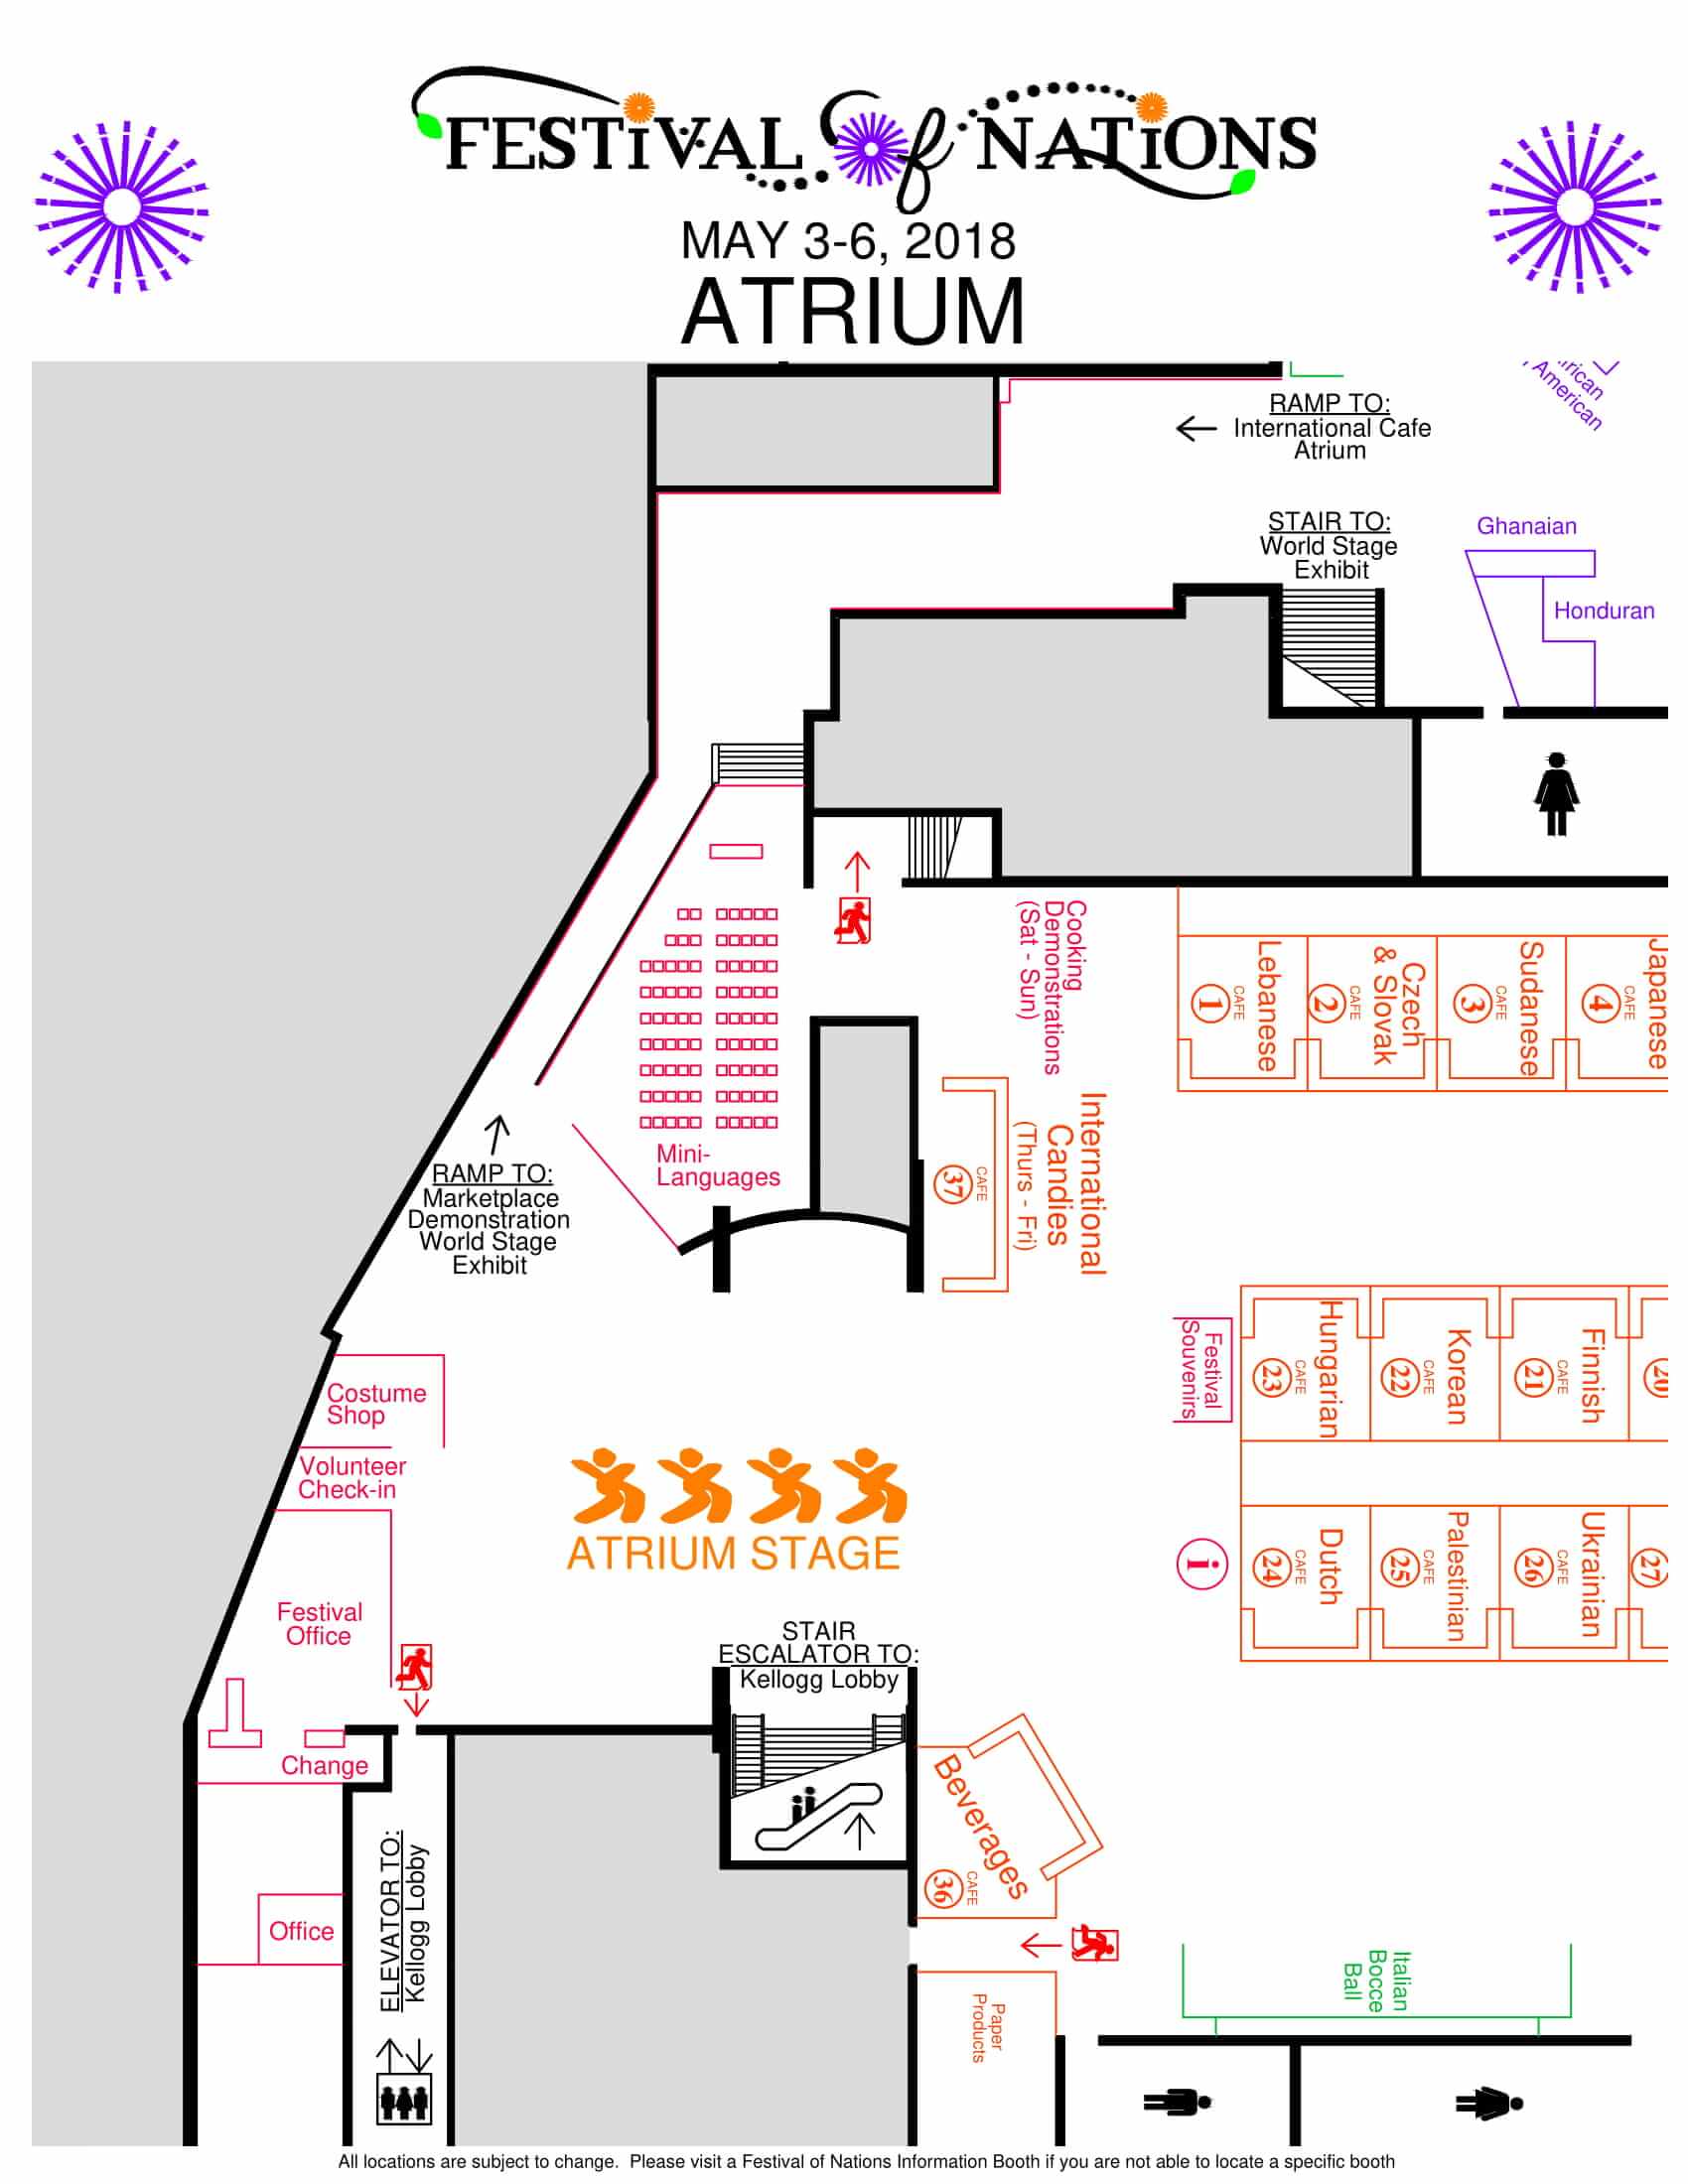 FESTIVAL of NATIONS
MAY 3-6, 2018
ATRIUM
American
RAMP TO:
International Cafe
Atrium
STAIR TO:
World Stage
Exhibit
Ghanaian
Honduran
Cooking
Demonstrations
(Sat - Sun)
Lebanese
CAFE
1
Czech
& Slovak
CAFE
2
Sudanese
CAFE
3
Japanese
CAFE
4
International
Candies
(Thurs - Fri)
CAFE
37
Mini-
Languages
RAMP TO:
Marketplace
Demonstration
World Stage
Exhibit
Festival
Souvenirs
Hungarian
CAFE
23
Korean
CAFE
22
Finnish
CAFE
21
20
Costume
Shop
Volunteer
Check-in
ATRIUM STAGE
i
Dutch
CAFE
24
Palestinian
CAFE
25
Ukrainian
CAFE
26
27
Festival
Office
STAIR
ESCALATOR TO:
Kellogg Lobby
Change
Beverages
CAFE
36
ELEVATOR TO:
Kellogg Lobby
Office
Italian
Bocce
Ball
Paper
Products
All locations are subject to change.  Please visit a Festival of Nations Information Booth if you are not able to locate a specific booth